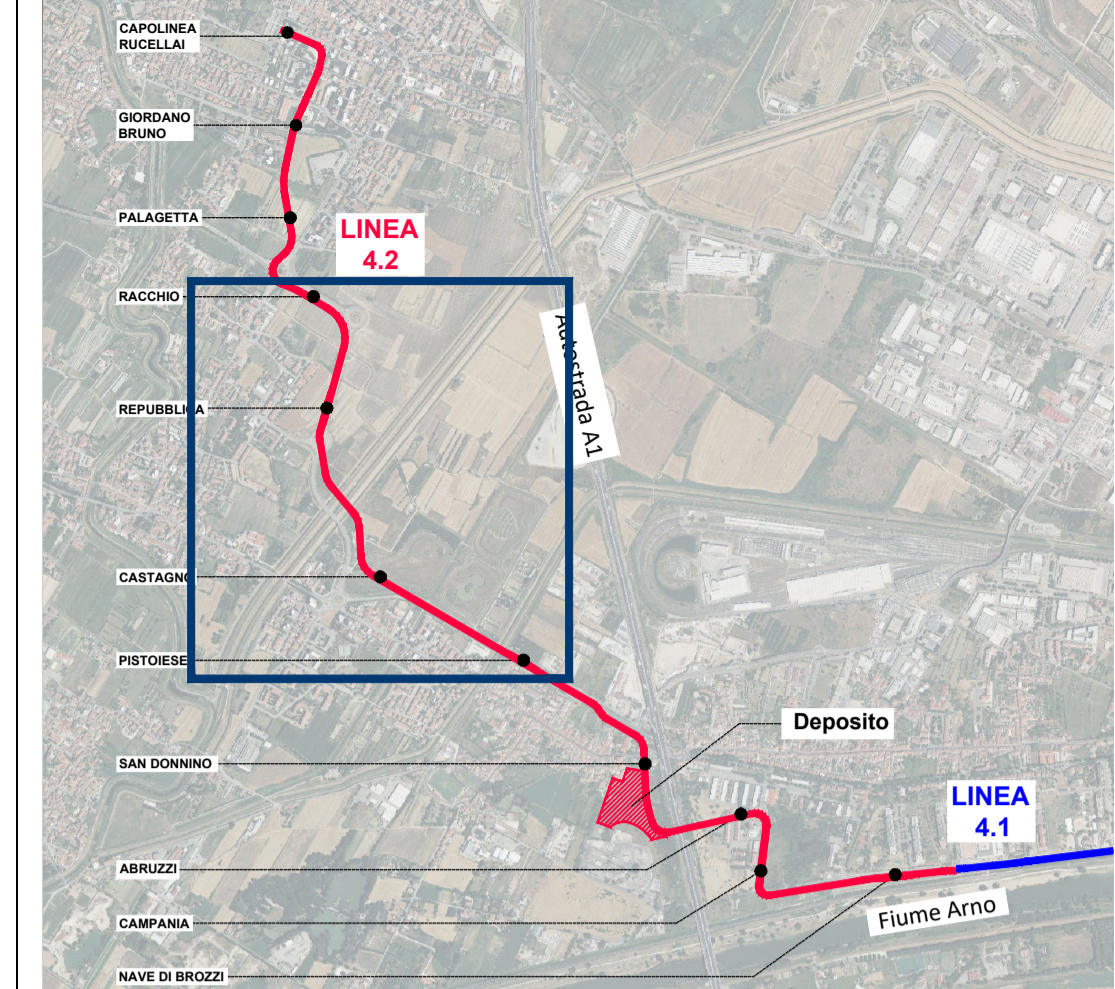 CAPOLINEA
RUCELLAI
GIORDANO
BRUNO
PALAGETTA
LINEA
4.2
RACCHIO
Autostrada A1
REPUBBLICA
CASTAGNO
PISTOIESE
Deposito
SAN DONNINO
LINEA
4.1
ABRUZZI
CAMPANIA
Fiume Arno
NAVE DI BROZZI